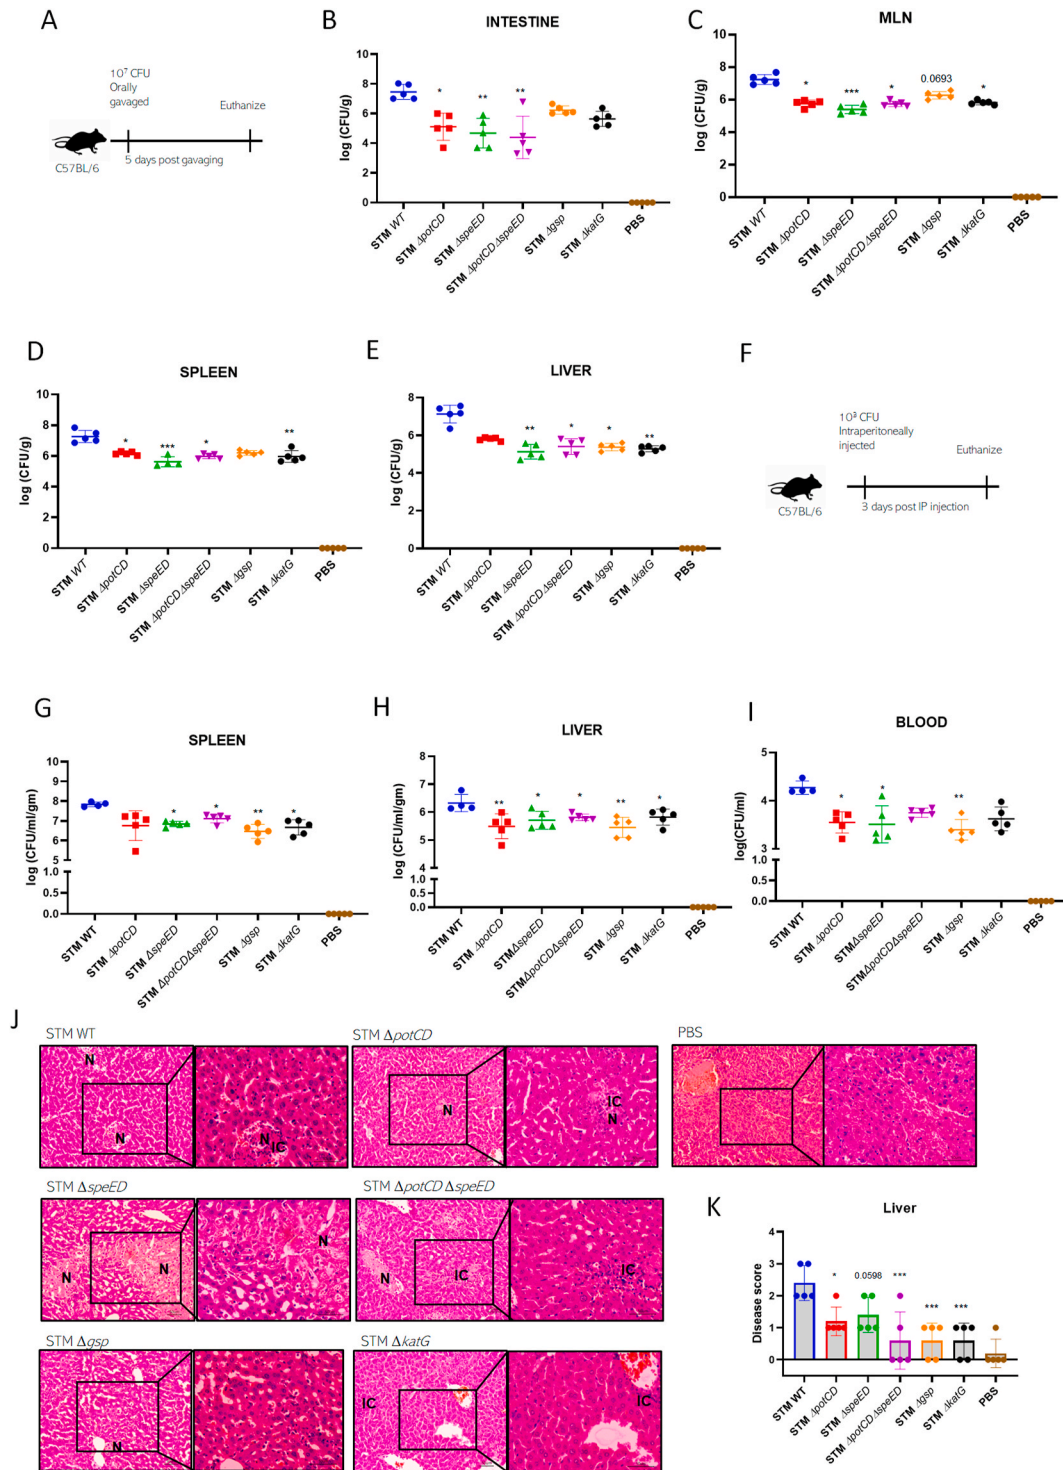 A
10⁷ CFU
Orally
gavaged
Euthanize
C57BL/6
5 days post gavaging
B
INTESTINE
log (CFU/g)
10
8
6
4
2
0
*
**
**
STM WT
STM ΔpotCD
STM ΔspeED
STM ΔpotCDΔspeED
STM Δgsp
STM ΔkatG
PBS
C
MLN
log (CFU/g)
10
8
6
4
2
0
*
***
*
0.0693
*
STM WT
STM ΔpotCD
STM ΔspeED
STM ΔpotCDΔspeED
STM Δgsp
STM ΔkatG
PBS
D
SPLEEN
log (CFU/g)
10
8
6
4
2
0
*
***
*
**
STM WT
STM ΔpotCD
STM ΔspeED
STM ΔpotCDΔspeED
STM Δgsp
STM ΔkatG
PBS
E
LIVER
log (CFU/g)
8
6
4
2
0
**
*
*
**
STM WT
STM ΔpotCD
STM ΔspeED
STM ΔpotCDΔspeED
STM Δgsp
STM ΔkatG
PBS
F
10³ CFU
Intraperitoneally
injected
Euthanize
C57BL/6
3 days post IP injection
G
SPLEEN
log (CFU/ml/gm)
10
9
8
7
6
5
1.0
0.5
0.0
*
*
**
*
STM WT
STM ΔpotCD
STM ΔspeED
STM ΔpotCDΔspeED
STM Δgsp
STM ΔkatG
PBS
H
LIVER
log (CFU/ml/gm)
8
7
6
5
4
1.0
0.5
0.0
**
*
*
**
*
STM WT
STM ΔpotCD
STMΔspeED
STMΔpotCDΔspeED
STM Δgsp
STM ΔkatG
PBS
I
BLOOD
log(CFU/ml)
5
4
3
1.0
0.5
0.0
*
*
**
STM WT
STM ΔpotCD
STMΔspeED
STMΔpotCDΔspeED
STM Δgsp
STM ΔkatG
PBS
J
STM WT
N
N
N
IC
STM ΔpotCD
N
IC
N
PBS
STM ΔspeED
N
N
N
STM ΔpotCD ΔspeED
N
IC
IC
STM Δgsp
N
STM ΔkatG
IC
IC
K
Liver
Disease score
4
3
2
1
0
*
0.0598
***
***
***
STM WT
STM ΔpotCD
STM ΔspeED
STM ΔpotCDΔspeED
STM Δgsp
STM ΔkatG
PBS